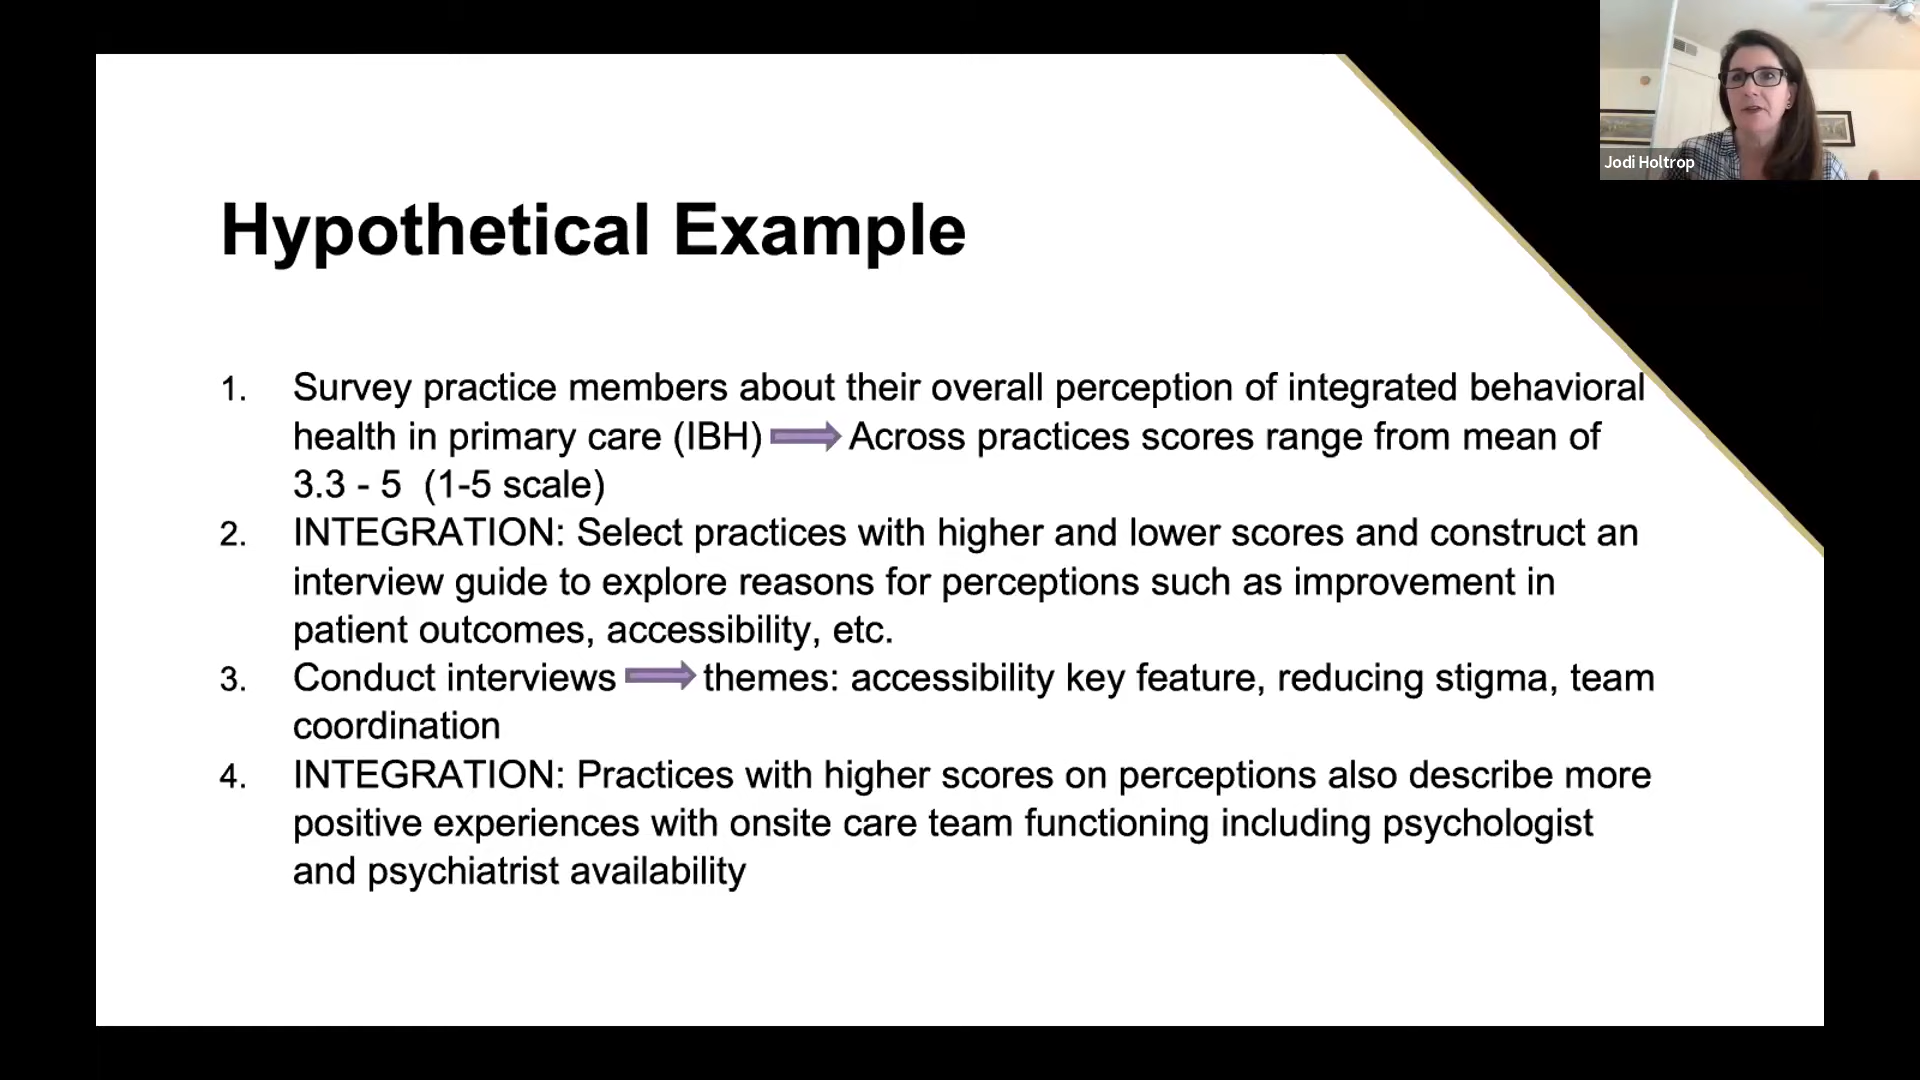 Jodi Holtrop
Hypothetical Example
1. Survey practice members about their overall perception of integrated behavioral
health in primary care (IBH) Across practices scores range from mean of
3.3 - 5 (1-5 scale)
2. INTEGRATION: Select practices with higher and lower scores and construct an
interview guide to explore reasons for perceptions such as improvement in
patient outcomes, accessibility, etc.
3. Conduct interviews themes: accessibility key feature, reducing stigma, team
coordination
4. INTEGRATION: Practices with higher scores on perceptions also describe more
positive experiences with onsite care team functioning including psychologist
and psychiatrist availability